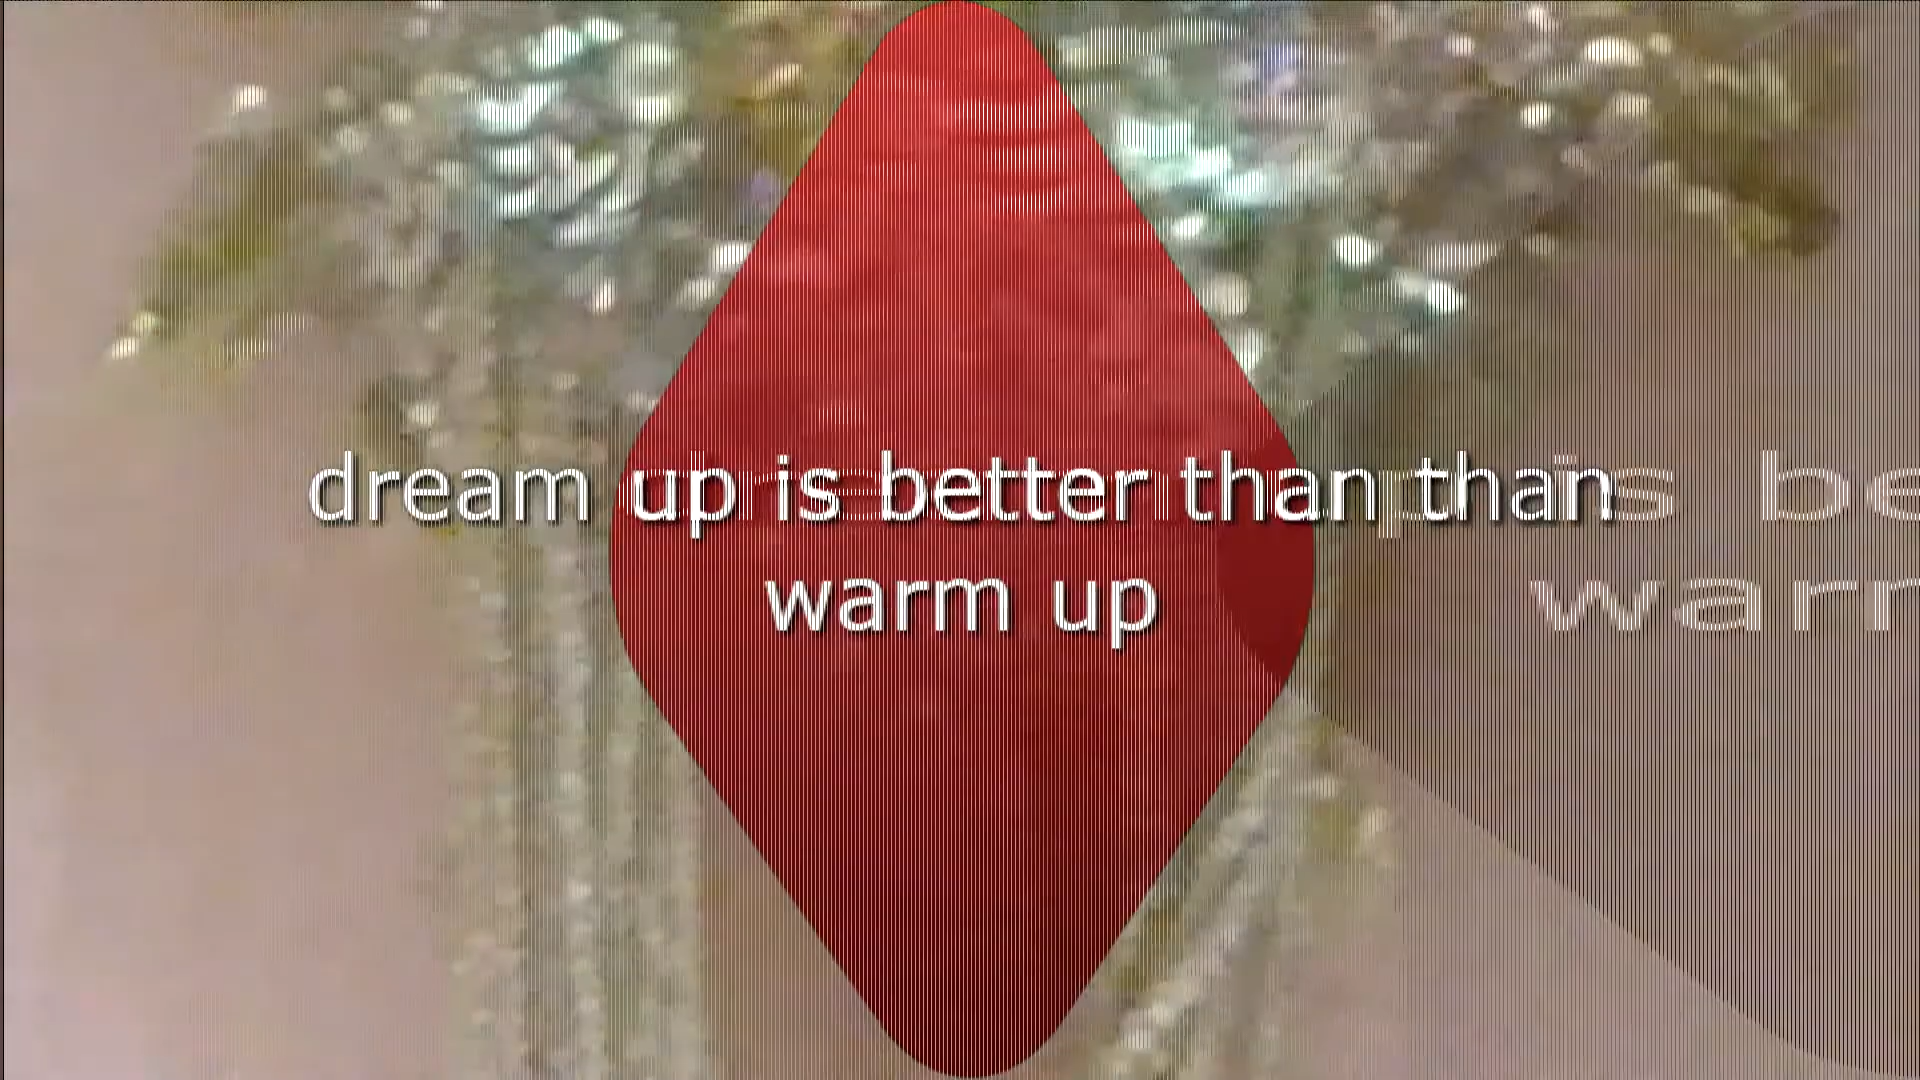 dream up is better than than
warm up